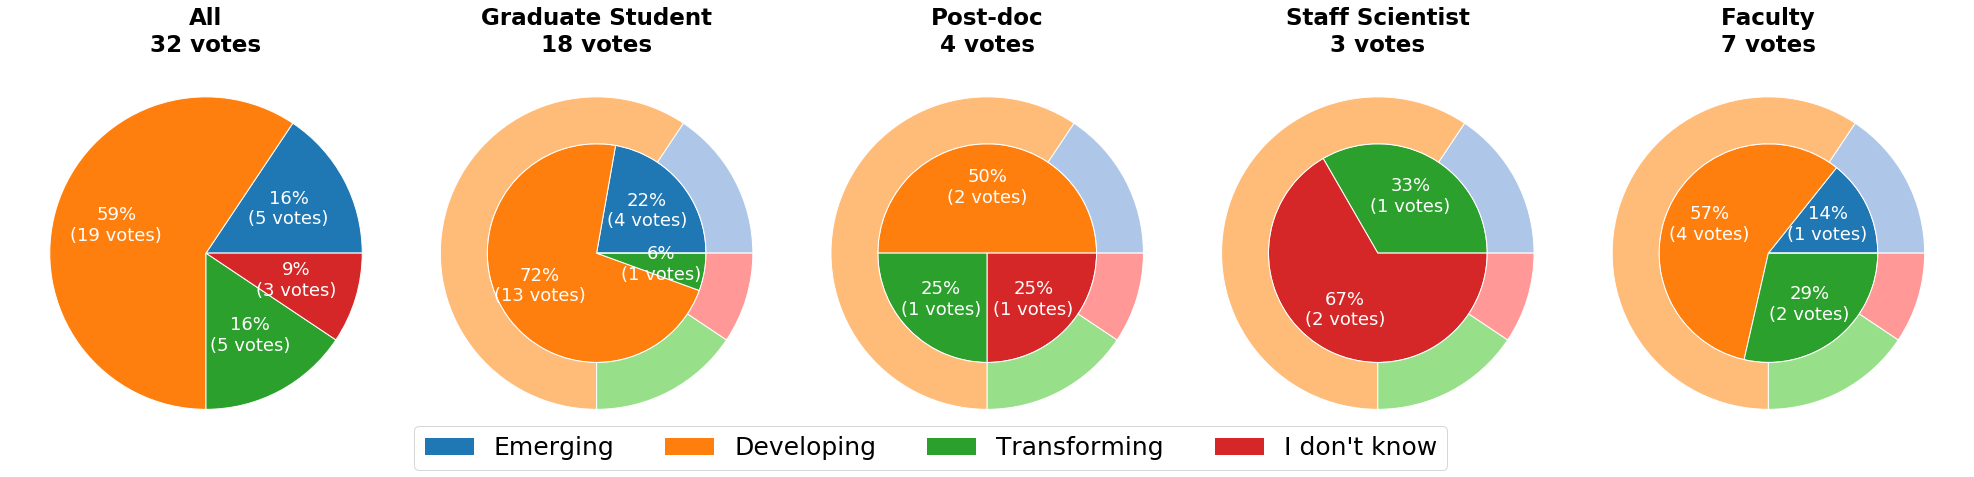 All
32 votes
Graduate Student
18 votes
Post-doc
4 votes
Staff Scientist
3 votes
Faculty
7 votes
59%
(19 votes)
16%
(5 votes)
9%
(3 votes)
16%
(5 votes)
22%
(4 votes)
6%
(1 votes)
72%
(13 votes)
50%
(2 votes)
25%
(1 votes)
25%
(1 votes)
33%
(1 votes)
67%
(2 votes)
57%
(4 votes)
14%
(1 votes)
29%
(2 votes)
Emerging
Developing
Transforming
I don't know